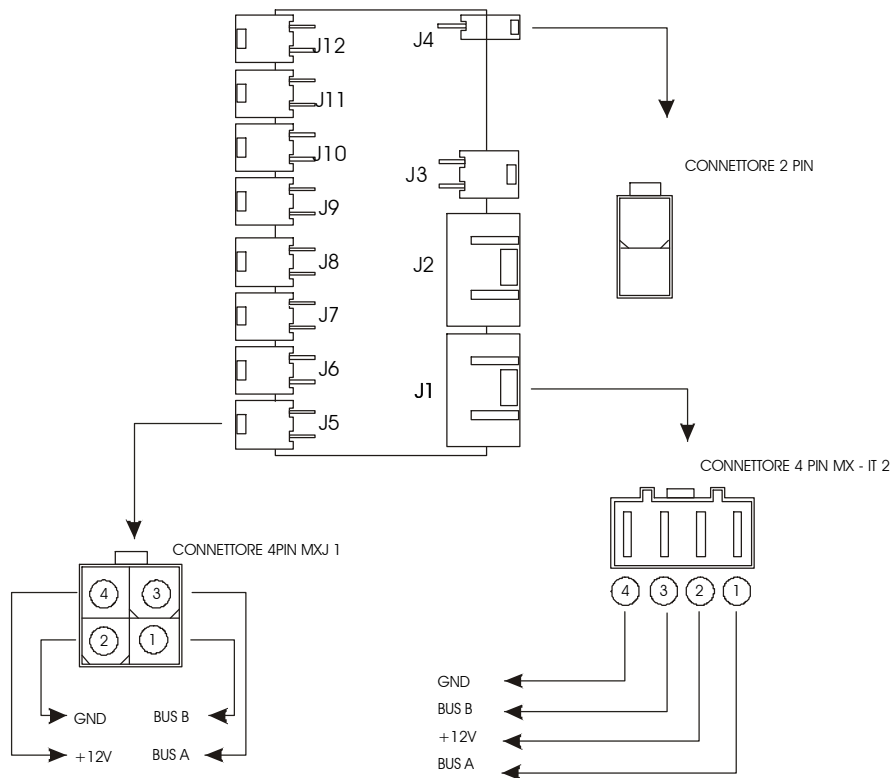 J12
J4
J11
J10
J3
CONNETTORE 2 PIN
J9
J8
J2
J7
J6
J1
J5
CONNETTORE 4 PIN MX - IT 2
CONNETTORE 4PIN MXJ 1
4 3
2 1
GND BUS B
+12V BUS A
4 3 2 1
GND
BUS B
+12V
BUS A